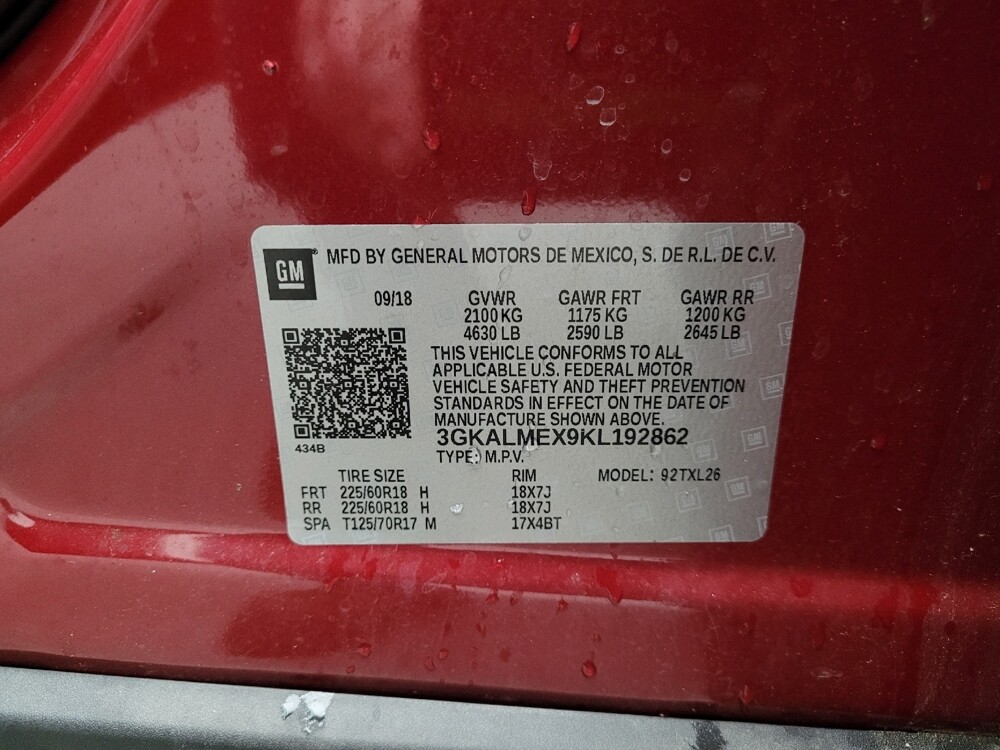 GM
MFD BY GENERAL MOTORS DE MEXICO, S. DE R.L. DE C.V.
09/18 GVWR GAWR FRT GAWR RR
2100 KG 1175 KG 1200 KG
4630 LB 2590 LB 2645 LB
THIS VEHICLE CONFORMS TO ALL
APPLICABLE U.S. FEDERAL MOTOR
VEHICLE SAFETY AND THEFT PREVENTION
STANDARDS IN EFFECT ON THE DATE OF
MANUFACTURE SHOWN ABOVE.
3GKALMEX9KL192862
434B
TYPE: M.P.V.
TIRE SIZE RIM MODEL: 92TXL26
FRT 225/60R18 H 18X7J
RR 225/60R18 H 18X7J
SPA T125/70R17 M 17X4BT